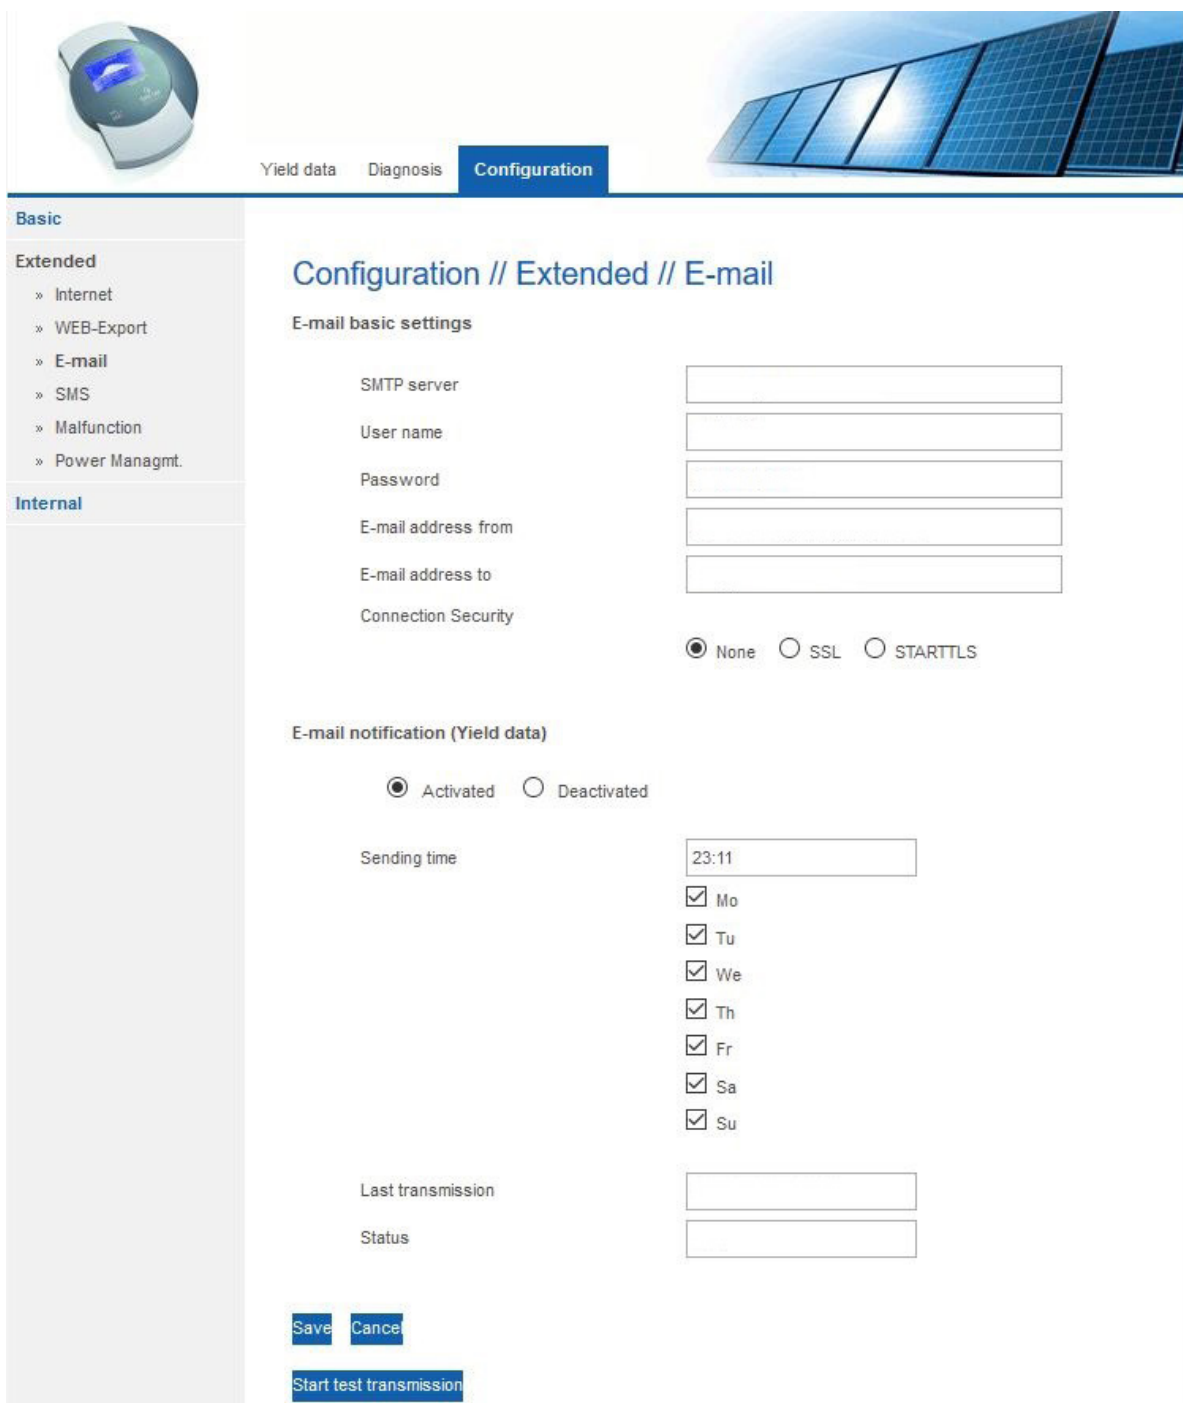 Yield data Diagnosis Configuration
Basic
Extended
» Internet
» WEB-Export
» E-mail
» SMS
» Malfunction
» Power Managmt.
Internal
Configuration // Extended // E-mail
E-mail basic settings
SMTP server
User name
Password
E-mail address from
E-mail address to
Connection Security
None SSL STARTTLS
E-mail notification (Yield data)
Activated Deactivated
Sending time 23:11
Mo
Tu
We
Th
Fr
Sa
Su
Last transmission
Status
Save Cancel
Start test transmission